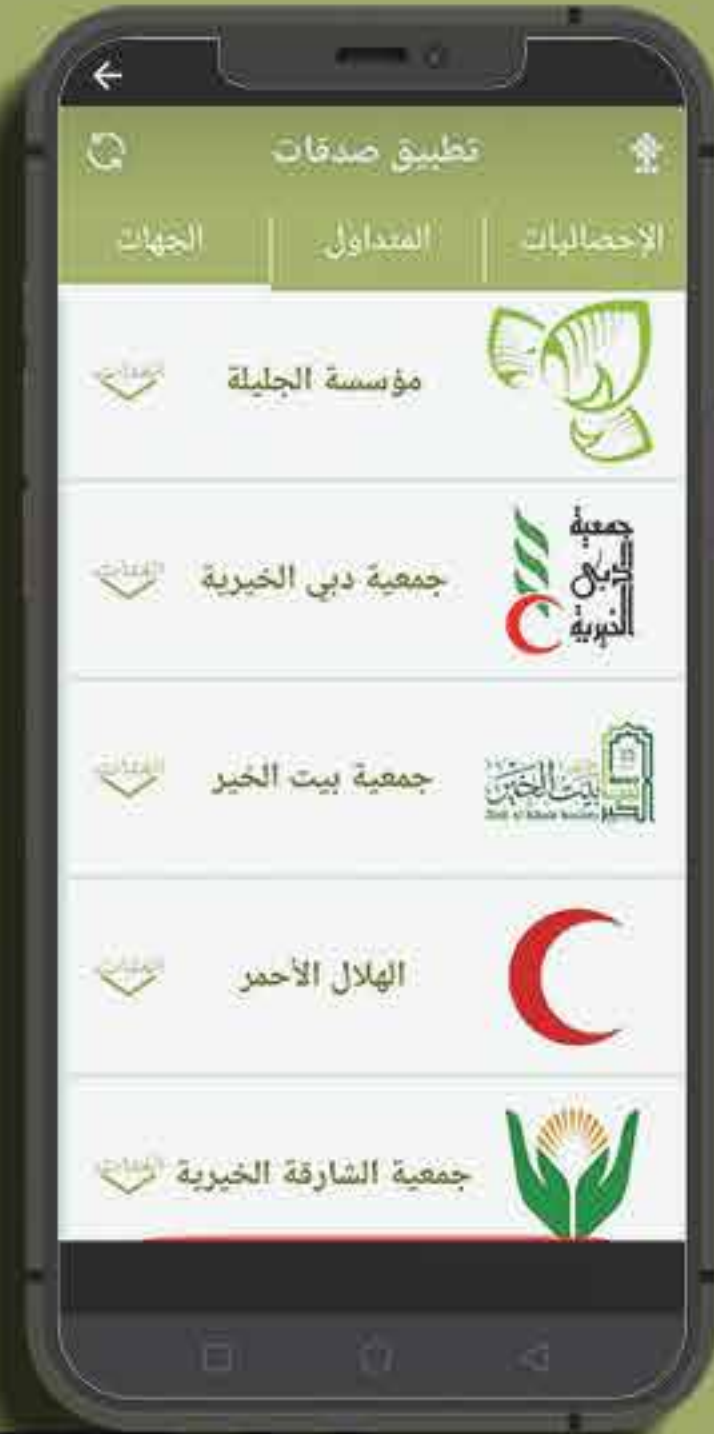 تطبيق صدقات
الإحصاليات
المتداول
الجهات
مؤسسة الجليلة
جمعية
دبي
الخيرية
جمعية دبي الخيرية
بيت الخير
جمعية بيت الخير
الهلال الأحمر
جمعية الشارقة الخيرية